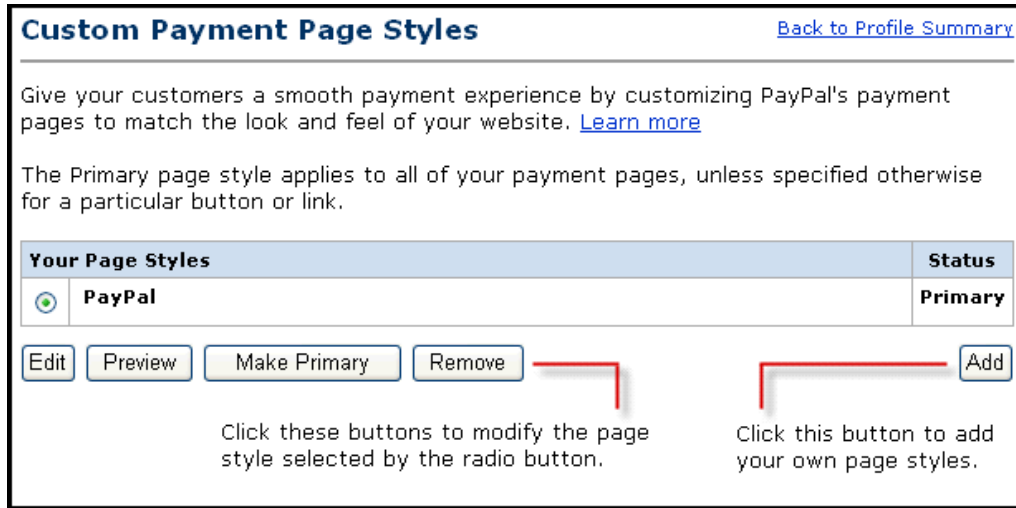 Custom Payment Page Styles Back to Profile Summary
Give your customers a smooth payment experience by customizing PayPal's payment
pages to match the look and feel of your website. Learn more
The Primary page style applies to all of your payment pages, unless specified otherwise
for a particular button or link.
Your Page Styles Status
PayPal Primary
Edit Preview Make Primary Remove Add
Click these buttons to modify the page
style selected by the radio button.
Click this button to add
your own page styles.